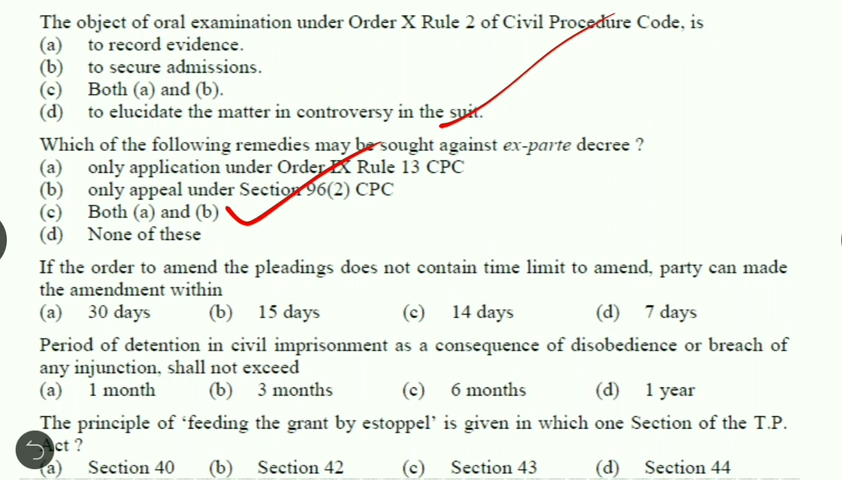 The object of oral examination under Order X Rule 2 of Civil Procedure Code, is
(a) to record evidence.
(b) to secure admissions.
(c) Both (a) and (b).
(d) to elucidate the matter in controversy in the suit.
Which of the following remedies may be sought against ex-parte decree ?
(a) only application under Order IX Rule 13 CPC
(b) only appeal under Section 96(2) CPC
(c) Both (a) and (b)
(d) None of these
If the order to amend the pleadings does not contain time limit to amend, party can made
the amendment within
(a) 30 days (b) 15 days (c) 14 days (d) 7 days
Period of detention in civil imprisonment as a consequence of disobedience or breach of
any injunction, shall not exceed
(a) 1 month (b) 3 months (c) 6 months (d) 1 year
The principle of ‘feeding the grant by estoppel’ is given in which one Section of the T.P.
Act ?
(a) Section 40 (b) Section 42 (c) Section 43 (d) Section 44